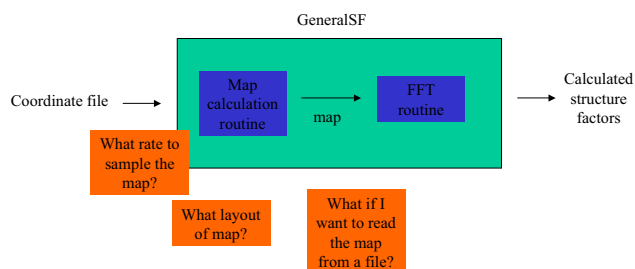 GeneralSF
Coordinate file
Map
calculation
routine
map
FFT
routine
Calculated
structure
factors
What rate to
sample the
map?
What layout
of map?
What if I
want to read
the map
from a file?